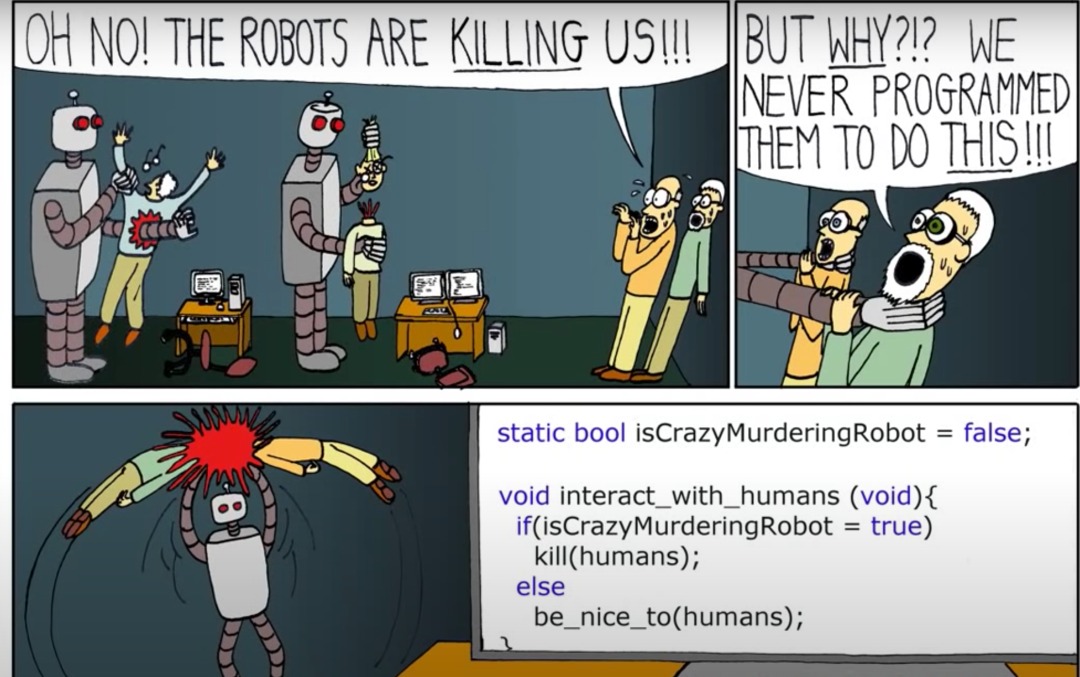 OH NO! THE ROBOTS ARE KILLING US!!!
BUT WHY?!? WE
NEVER PROGRAMMED
THEM TO DO THIS!!!
static bool isCrazyMurderingRobot = false;
void interact_with_humans (void){
if(isCrazyMurderingRobot = true)
kill(humans);
else
be_nice_to(humans);
}